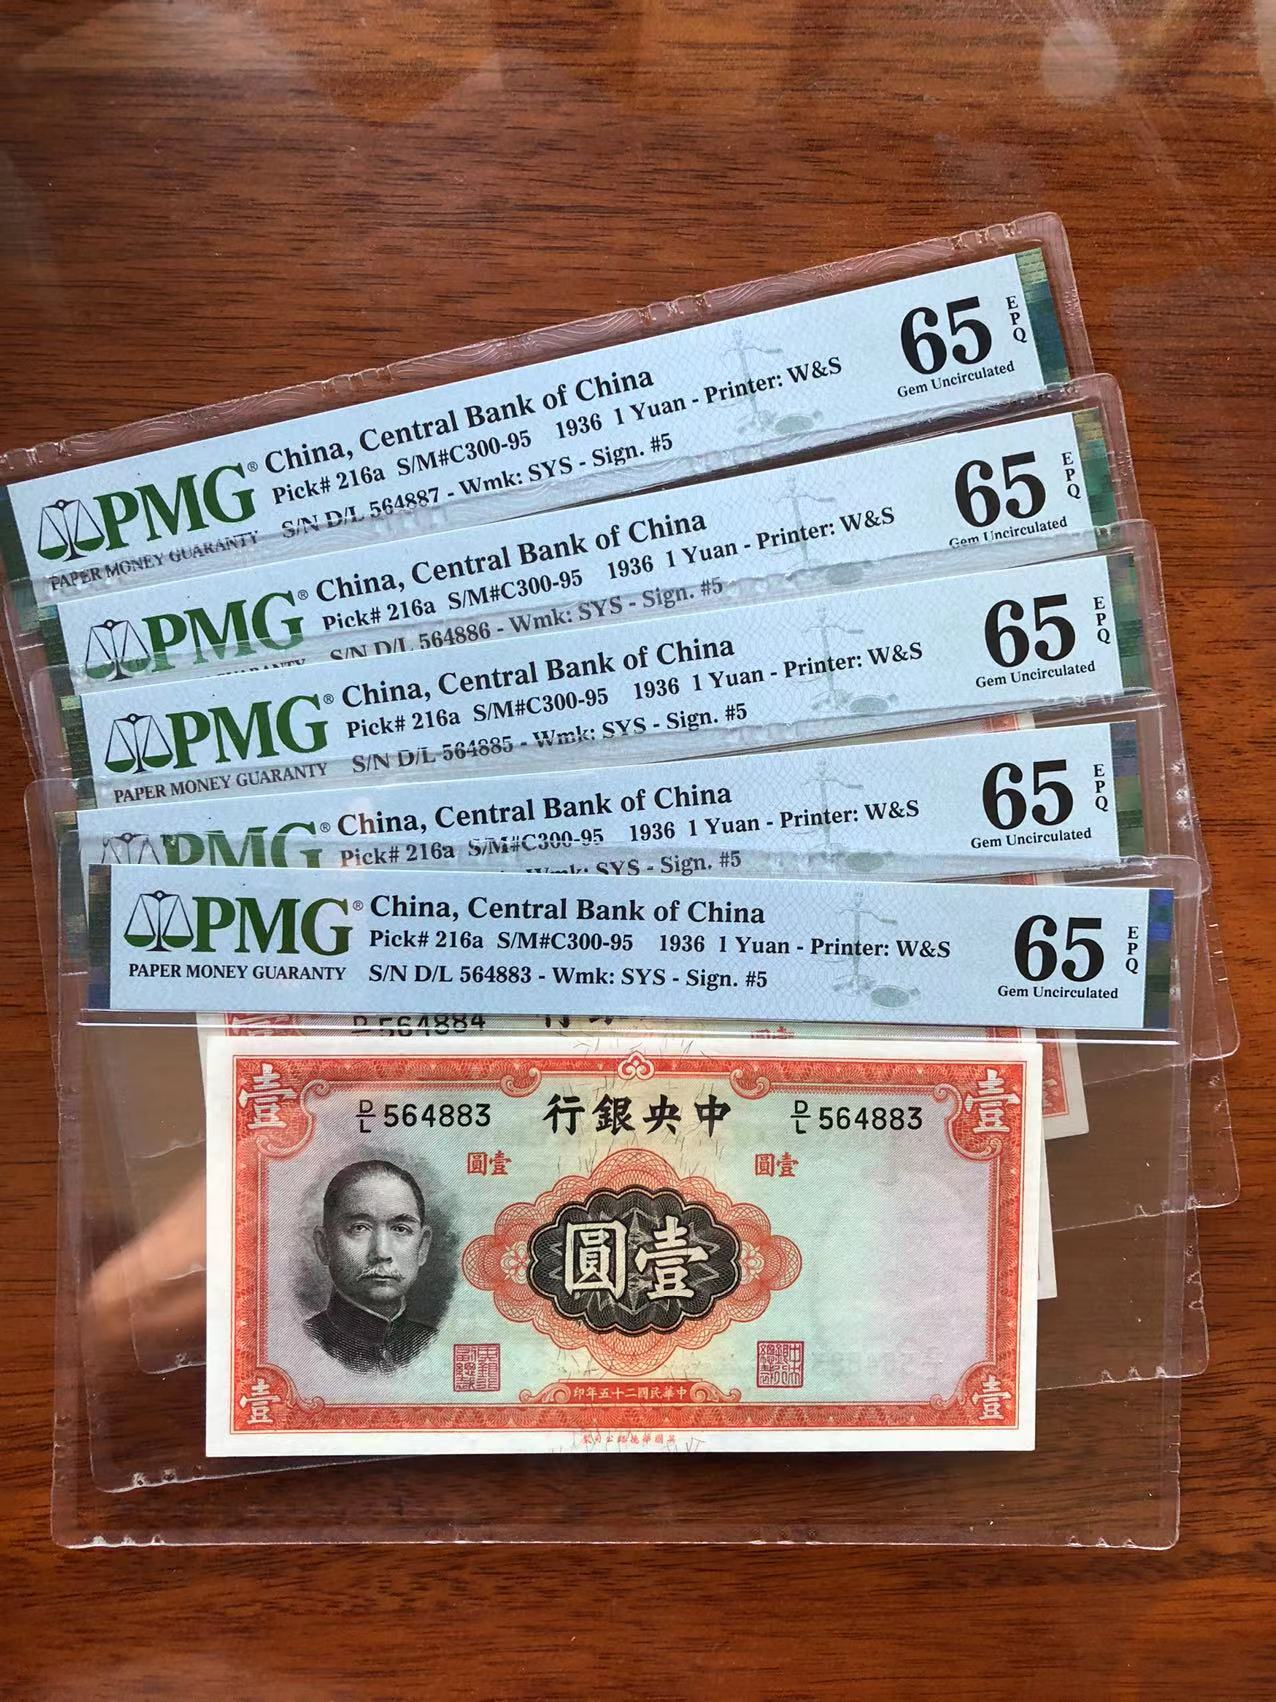 China, Central Bank of China
Pick# 216a S/M#C300-95 1936 1 Yuan - Printer: W&S
S/N D/L 564887 - Wmk: SYS - Sign. #5
PMG®
PAPER MONEY GUARANTY
65
EPQ
Gem Uncirculated
China, Central Bank of China
Pick# 216a S/M#C300-95 1936 1 Yuan - Printer: W&S
S/N D/L 564886 - Wmk: SYS - Sign. #5
PMG®
65
EPQ
Gem Uncirculated
China, Central Bank of China
Pick# 216a S/M#C300-95 1936 1 Yuan - Printer: W&S
S/N D/L 564885 - Wmk: SYS - Sign. #5
PMG®
PAPER MONEY GUARANTY
65
EPQ
Gem Uncirculated
China, Central Bank of China
Pick# 216a S/M#C300-95 1936 1 Yuan - Printer: W&S
Wmk: SYS - Sign. #5
PMG®
65
EPQ
Gem Uncirculated
China, Central Bank of China
Pick# 216a S/M#C300-95 1936 1 Yuan - Printer: W&S
S/N D/L 564883 - Wmk: SYS - Sign. #5
PMG®
PAPER MONEY GUARANTY
65
EPQ
Gem Uncirculated
D 564884
壹 壹
D/L 564883 行銀央中 D/L 564883
圓壹 圓壹
圓壹
印年五十二國民華中
壹 壹